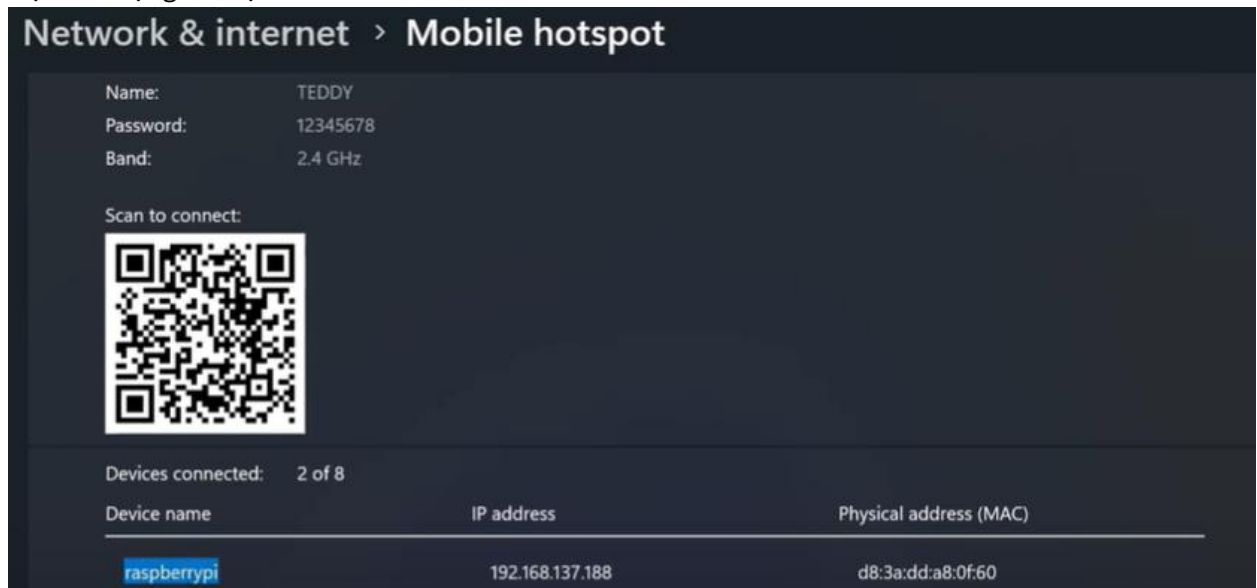 Network & internet > Mobile hotspot
Name: TEDDY
Password: 12345678
Band: 2.4 GHz
Scan to connect:
Devices connected: 2 of 8
Device name IP address Physical address (MAC)
raspberrypi 192.168.137.188 d8:3a:dd:a8:0f:60